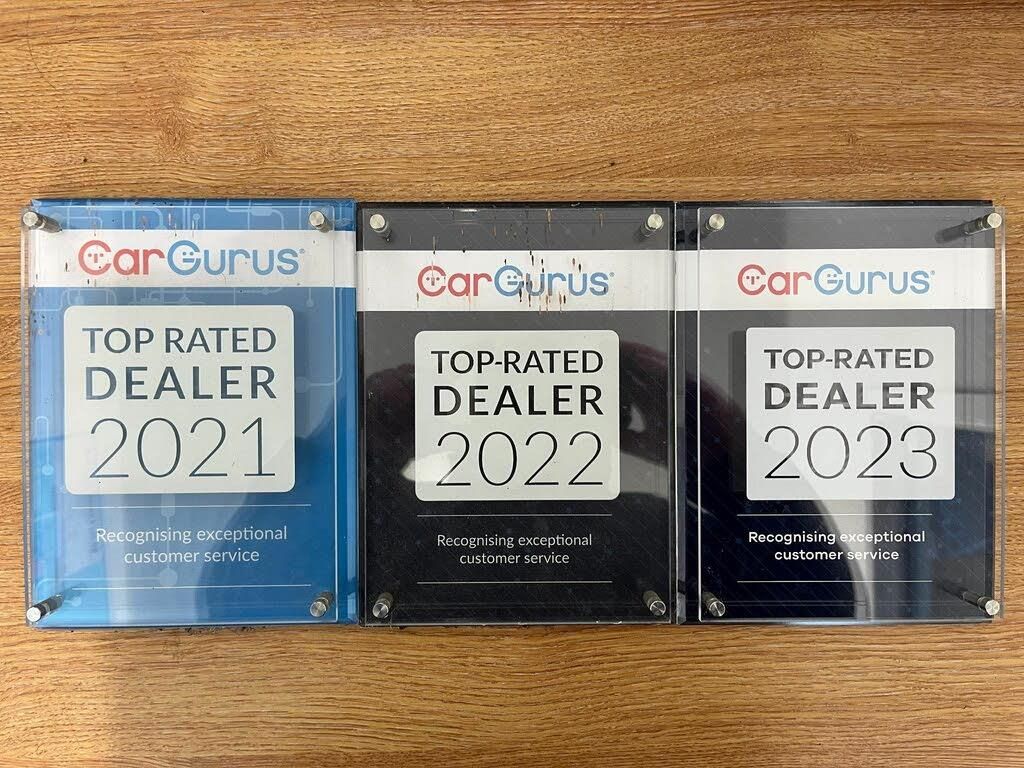 CarGurus®
TOP RATED
DEALER
2021
Recognising exceptional
customer service
CarGurus®
TOP-RATED
DEALER
2022
Recognising exceptional
customer service
CarGurus®
TOP-RATED
DEALER
2023
Recognising exceptional
customer service